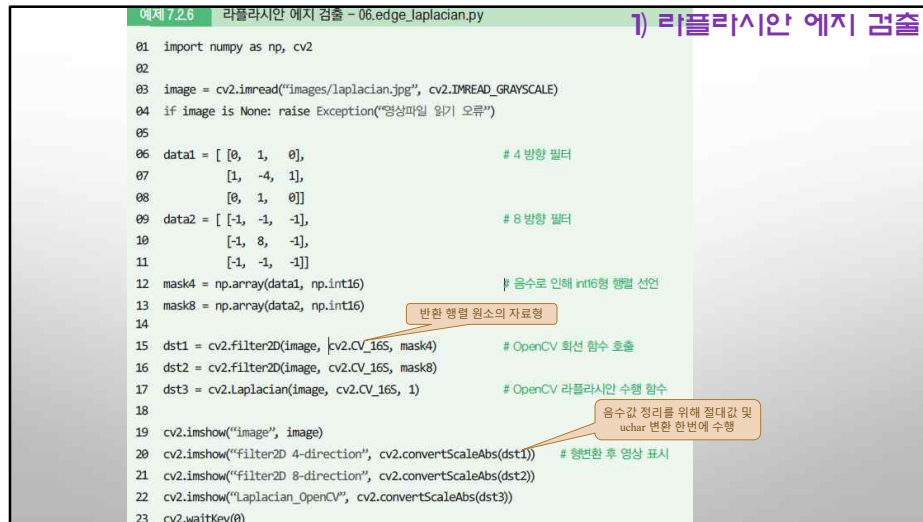 1) 라플라시안 에지 검출
예제 7.2.6 라플라시안 에지 검출 – 06.edge_laplacian.py
01 import numpy as np, cv2
02
03 image = cv2.imread("images/laplacian.jpg", cv2.IMREAD_GRAYSCALE)
04 if image is None: raise Exception("영상파일 읽기 오류")
05
06 data1 = [ [0, 1, 0], # 4 방향 필터
07 [1, -4, 1],
08 [0, 1, 0]]
09 data2 = [ [-1, -1, -1], # 8 방향 필터
10 [-1, 8, -1],
11 [-1, -1, -1]]
12 mask4 = np.array(data1, np.int16) # 음수로 인해 int16형 행렬 선언
13 mask8 = np.array(data2, np.int16)
반환 행렬 원소의 자료형
14
15 dst1 = cv2.filter2D(image, cv2.CV_16S, mask4) # OpenCV 회선 함수 호출
16 dst2 = cv2.filter2D(image, cv2.CV_16S, mask8)
17 dst3 = cv2.Laplacian(image, cv2.CV_16S, 1) # OpenCV 라플라시안 수행 함수
18
음수값 정리를 위해 절대값 및
uchar 변환 한번에 수행
19 cv2.imshow("image", image)
20 cv2.imshow("filter2D 4-direction", cv2.convertScaleAbs(dst1)) # 형변환 후 영상 표시
21 cv2.imshow("filter2D 8-direction", cv2.convertScaleAbs(dst2))
22 cv2.imshow("Laplacian_OpenCV", cv2.convertScaleAbs(dst3))
23 cv2.waitKey(0)